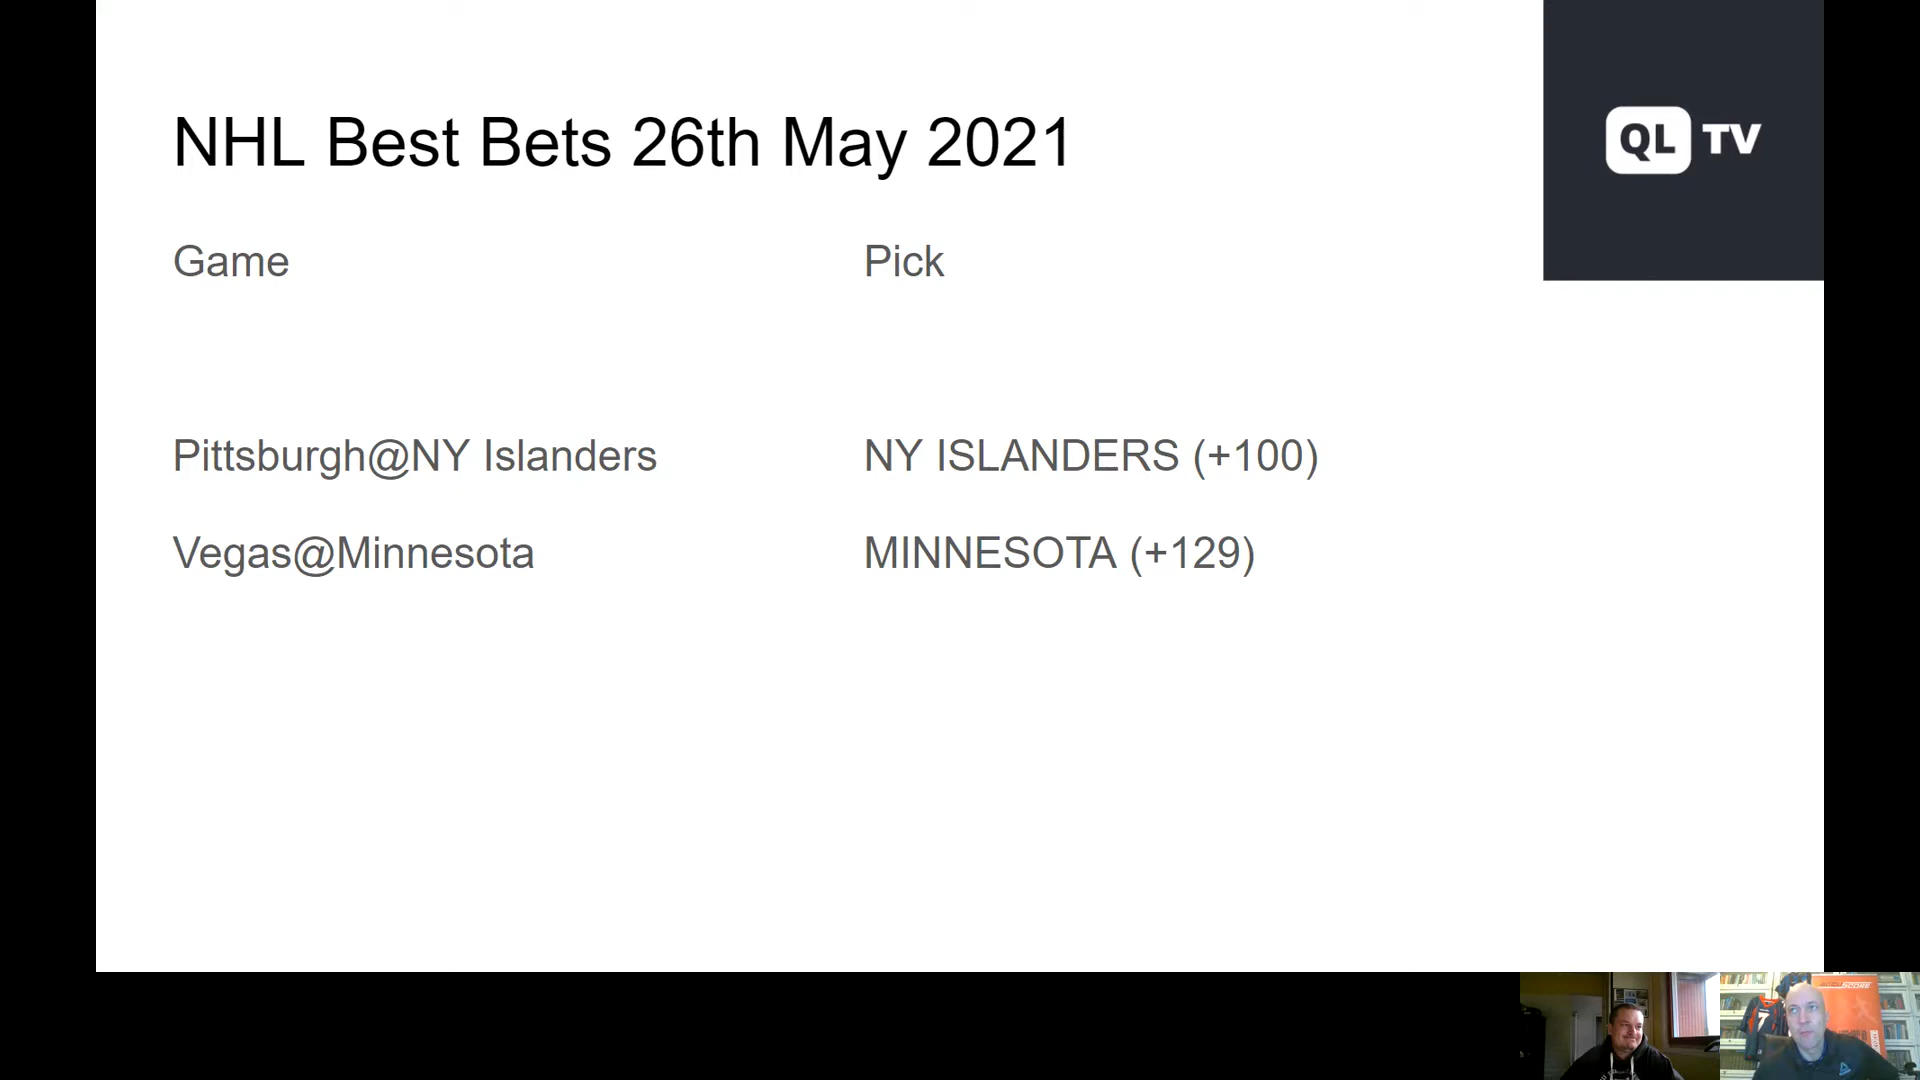 NHL Best Bets 26th May 2021
QL TV
Game Pick
Pittsburgh@NY Islanders NY ISLANDERS (+100)
Vegas@Minnesota MINNESOTA (+129)
7